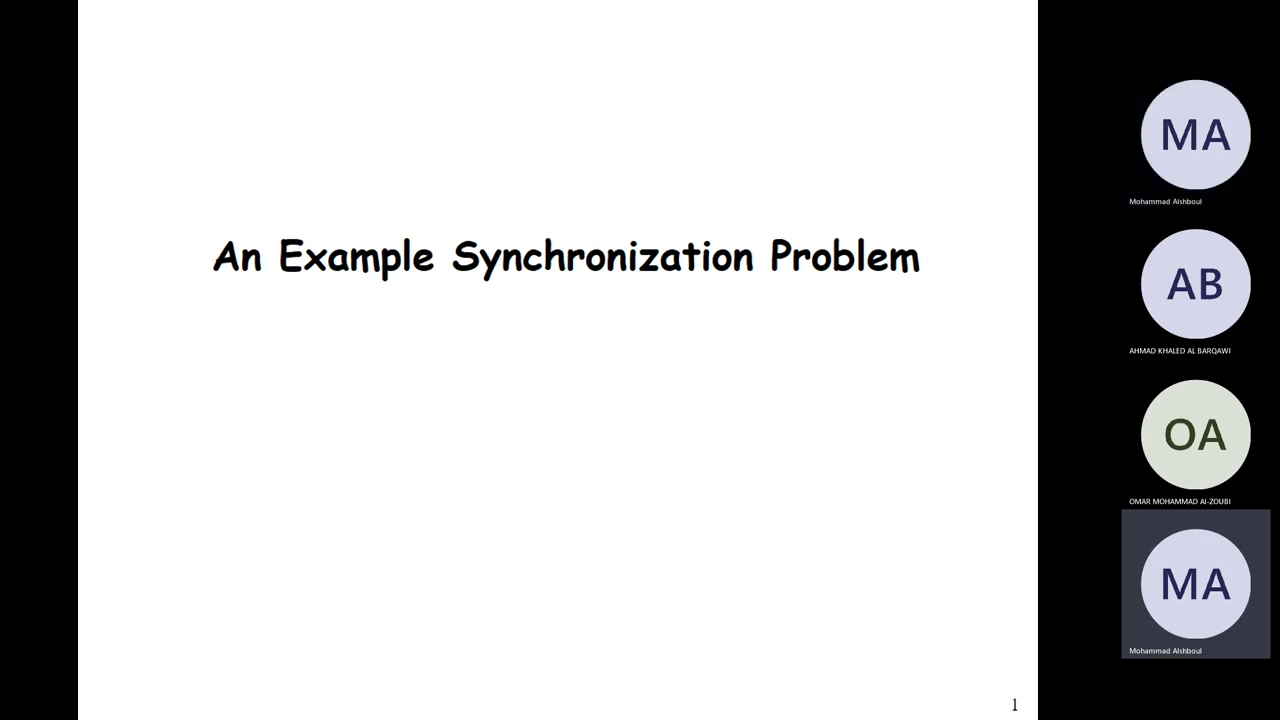 An Example Synchronization Problem
1
MA
Mohammad Alshboul
AB
AHMAD KHALED AL BARQAWI
OA
OMAR MOHAMMAD Al-ZOUBI
MA
Mohammad Alshboul